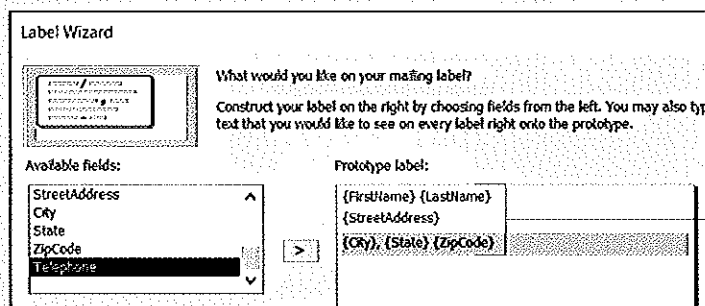 Label Wizard
What would you like on your mailing label?
Construct your label on the right by choosing fields from the left. You may also typ
text that you would like to see on every label right onto the prototype.
Available fields:
Prototype label:
StreetAddress
City
State
ZipCode
Telephone
>
{FirstName} {LastName}
{StreetAddress}
{City}, {State} {ZipCode}